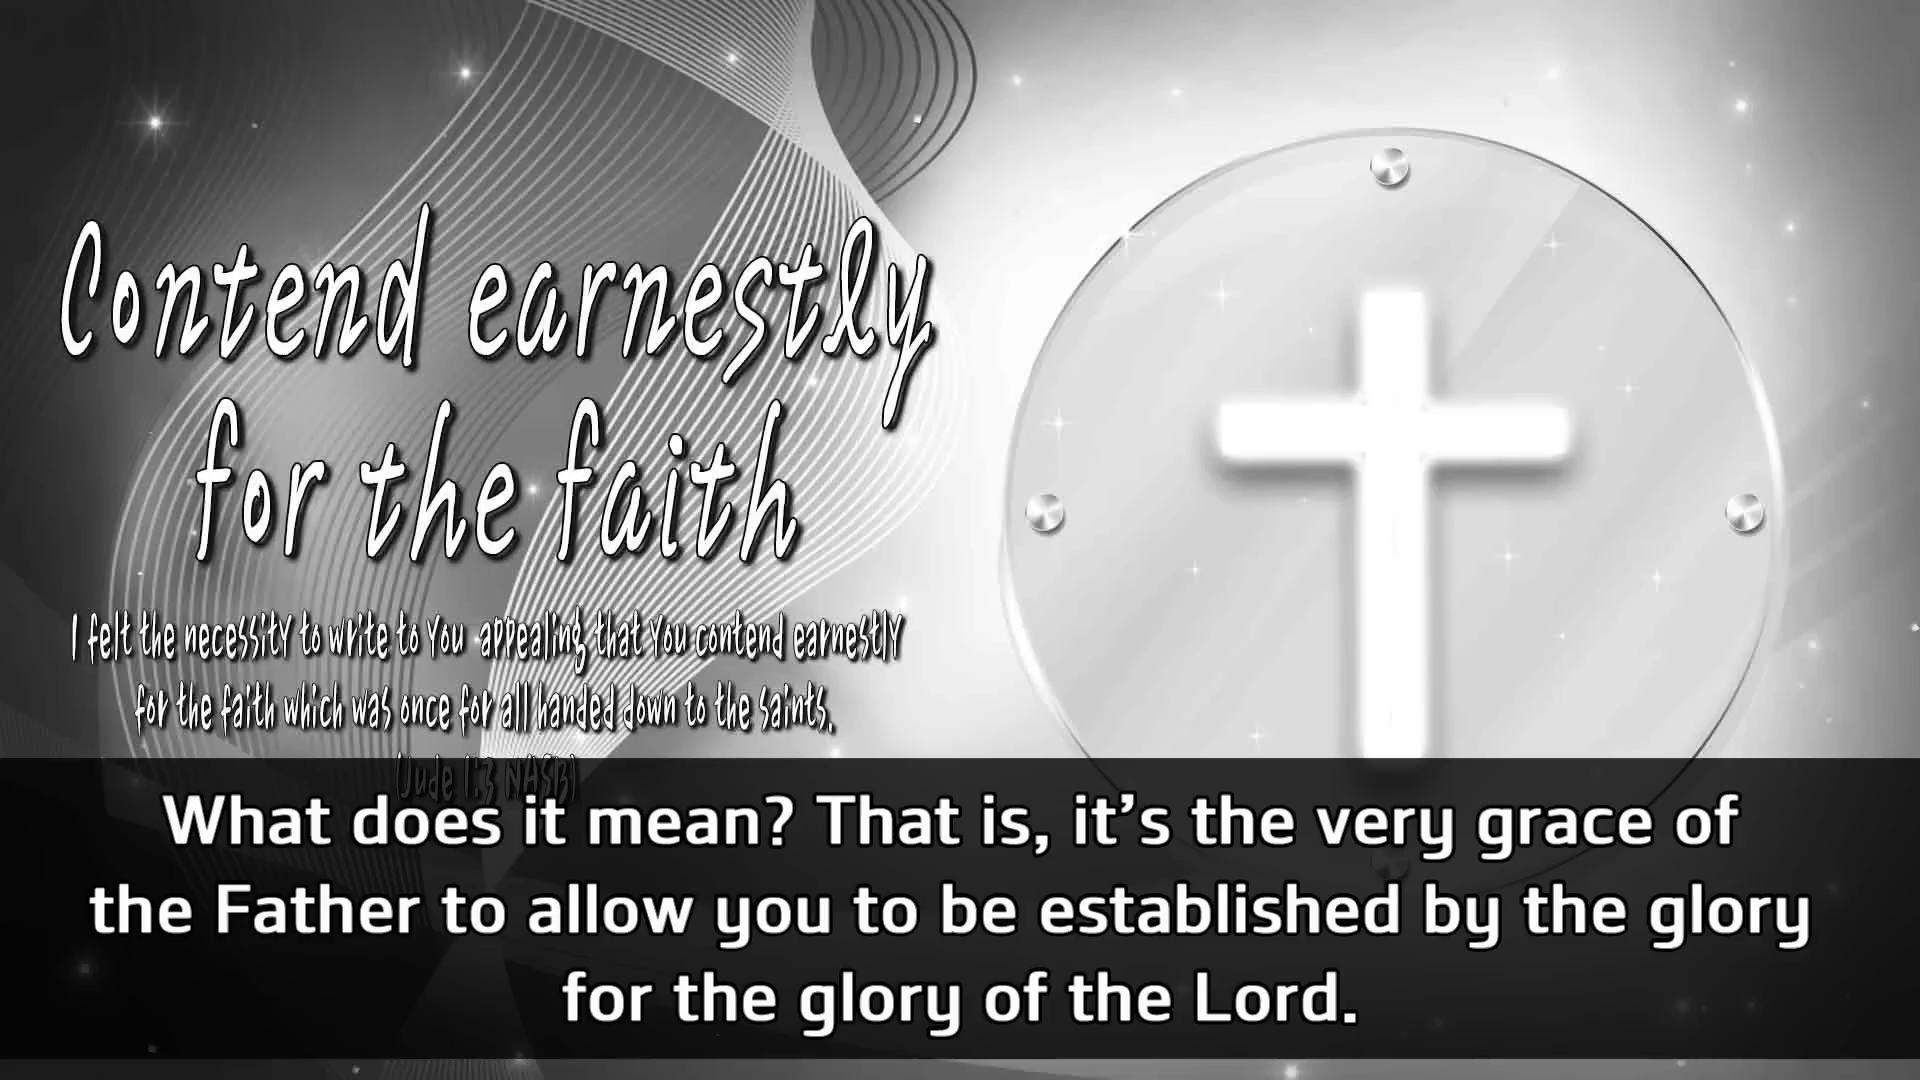 Contend earnestly
for the faith
I felt the necessity to write to you appealing that you contend earnestly
for the faith which was once for all handed down to the saints.
(Jude 1:3 NASB)
What does it mean? That is, it’s the very grace of
the Father to allow you to be established by the glory
for the glory of the Lord.